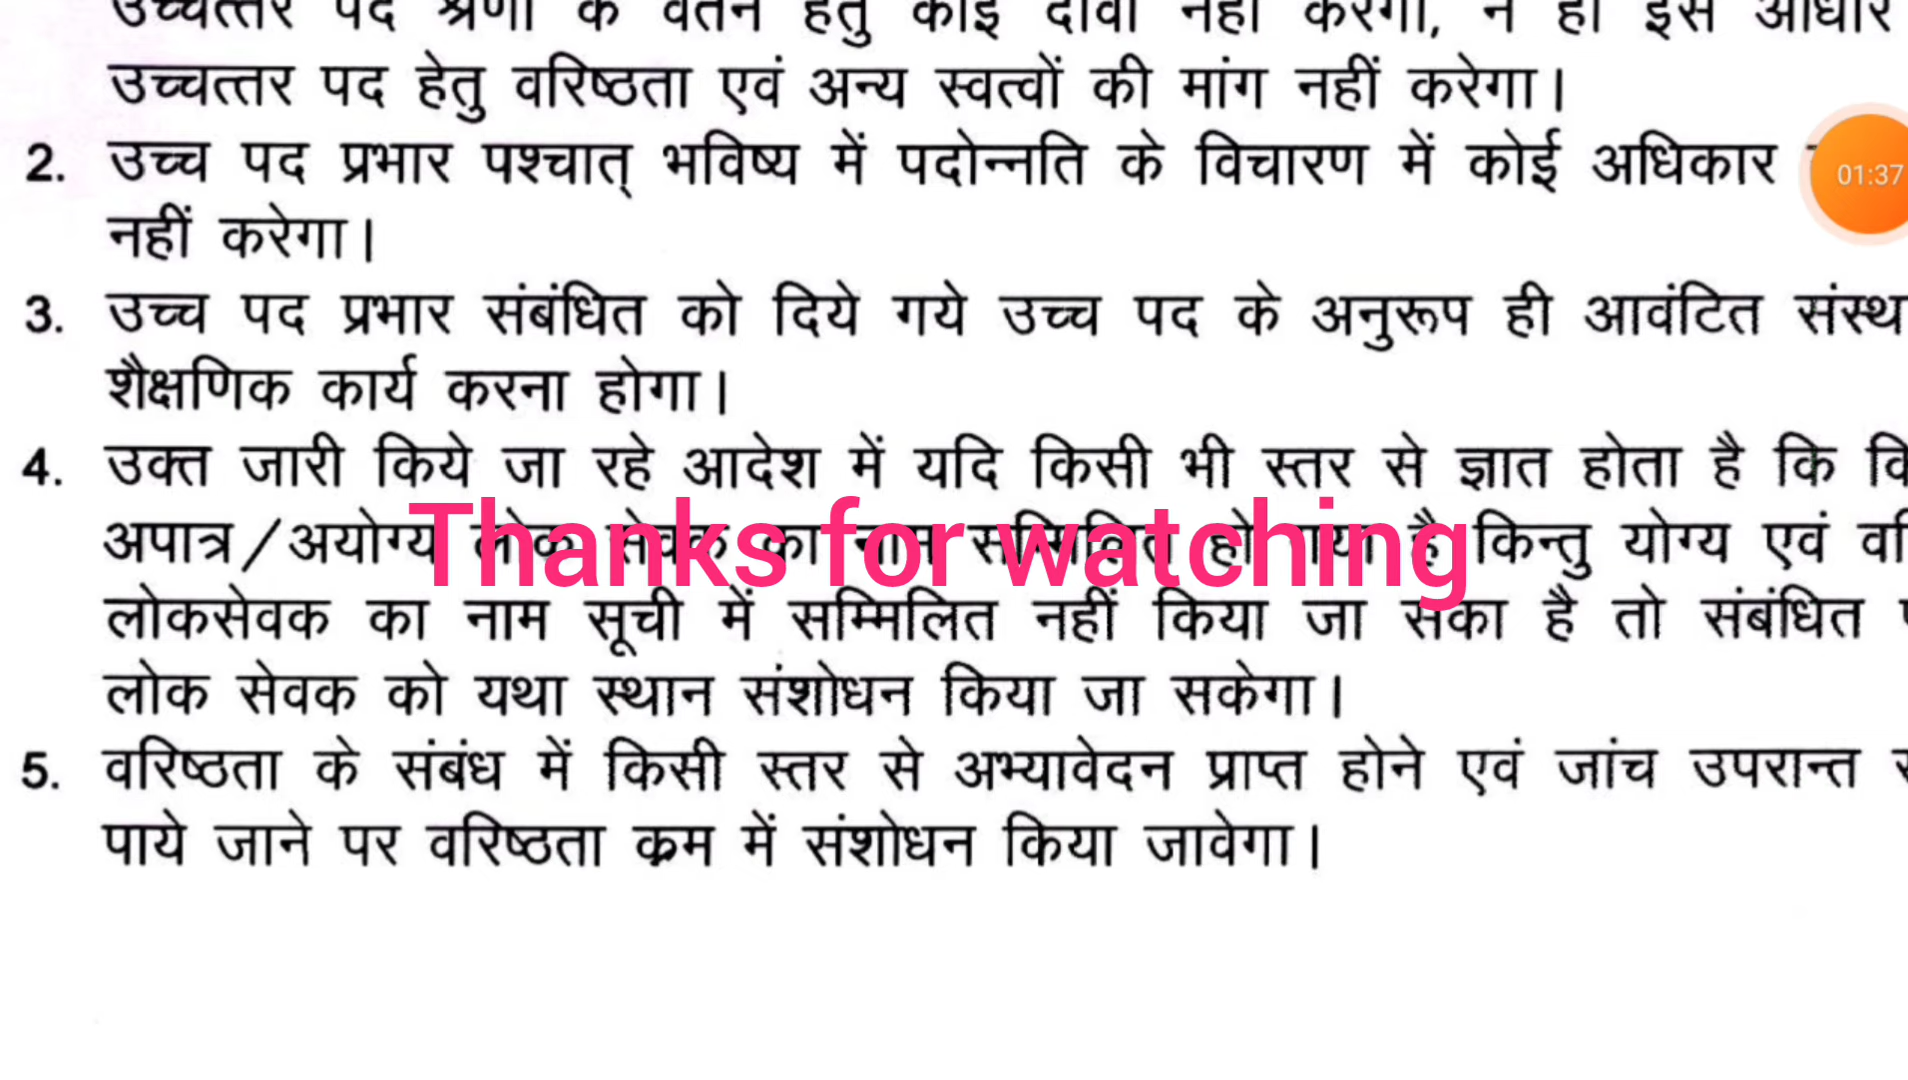 उच्चत्तर पद श्रेणी के वेतन हेतु कोई दावा नहीं करेगा, न ही इस आधार
उच्चत्तर पद हेतु वरिष्ठता एवं अन्य स्वत्वों की मांग नहीं करेगा।
2. उच्च पद प्रभार पश्चात् भविष्य में पदोन्नति के विचारण में कोई अधिकार
01:37
नहीं करेगा।
3. उच्च पद प्रभार संबंधित को दिये गये उच्च पद के अनुरूप ही आवंटित संस्थ
शैक्षणिक कार्य करना होगा।
4. उक्त जारी किये जा रहे आदेश में यदि किसी भी स्तर से ज्ञात होता है कि कि
अपात्र/अयोग्य लोक सेवक का नाम सम्मिलित हो गया है किन्तु योग्य एवं वरि
Thanks for watching
लोकसेवक का नाम सूची में सम्मिलित नहीं किया जा सका है तो संबंधित
लोक सेवक को यथा स्थान संशोधन किया जा सकेगा।
5. वरिष्ठता के संबंध में किसी स्तर से अभ्यावेदन प्राप्त होने एवं जांच उपरान्त
पाये जाने पर वरिष्ठता क्रम में संशोधन किया जावेगा।